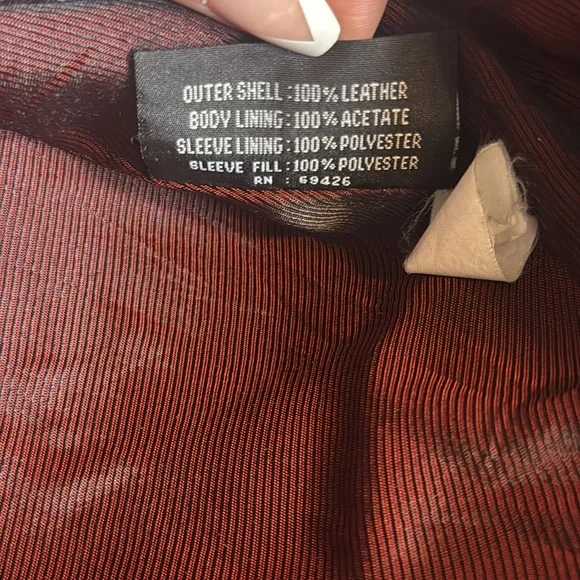 OUTER SHELL:100% LEATHER
BODY LINING:100% ACETATE
SLEEVE LINING:100% POLYESTER
SLEEVE FILL:100% POLYESTER
RN : 69426